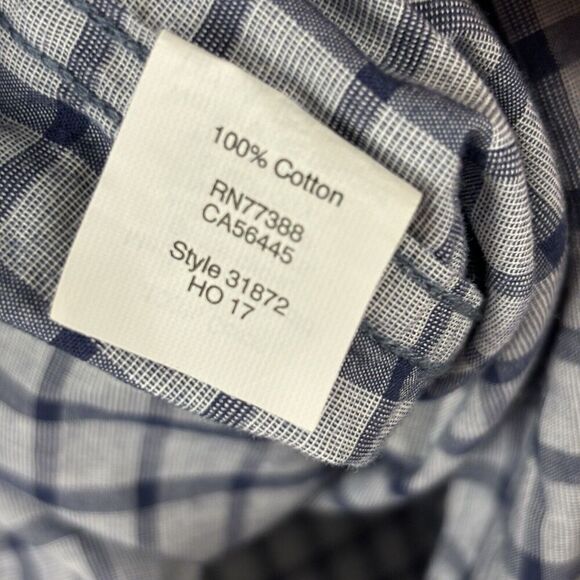 100% Cotton
RN77388
CA56445
Style 31872
HO 17